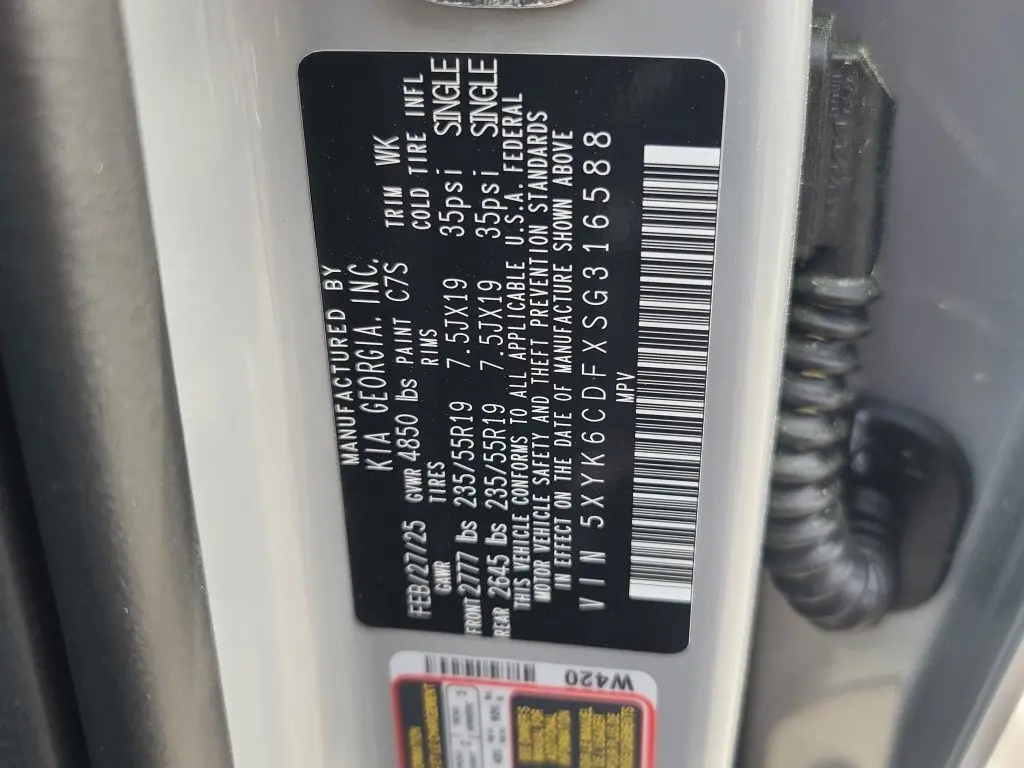 MANUFACTURED BY
KIA GEORGIA, INC.
FEB/27/25 GVWR 4850 lbs PAINT C7S TRIM WK
GAWR TIRES RIMS COLD TIRE INFL
FRONT 2777 lbs 235/55R19 7.5JX19 35psi SINGLE
REAR 2645 lbs 235/55R19 7.5JX19 35psi SINGLE
THIS VEHICLE CONFORMS TO ALL APPLICABLE U.S.A. FEDERAL
MOTOR VEHICLE SAFETY AND THEFT PREVENTION STANDARDS
IN EFFECT ON THE DATE OF MANUFACTURE SHOWN ABOVE
VIN 5XYK6CDFXSG316588
MPV
W420